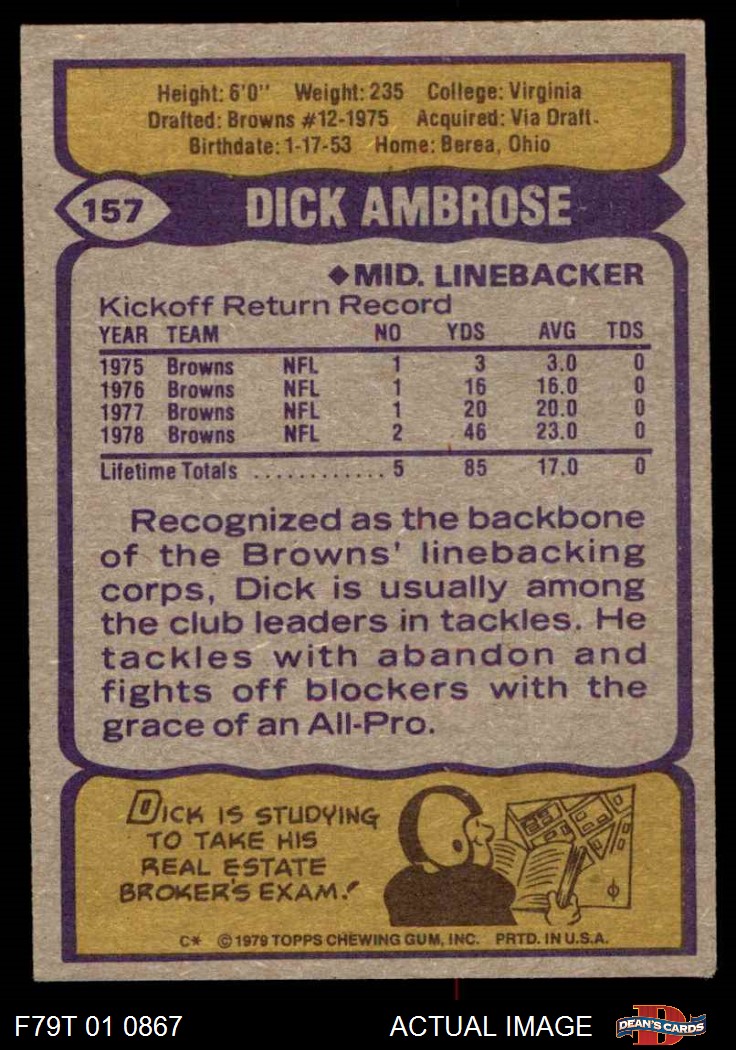 Height: 6'0" Weight: 235 College: Virginia
Drafted: Browns #12-1975 Acquired: Via Draft.
Birthdate: 1-17-53 Home: Berea, Ohio
157 DICK AMBROSE
◆MID. LINEBACKER
Kickoff Return Record
YEAR TEAM NO YDS AVG TDS
1975 Browns NFL 1 3 3.0 0
1976 Browns NFL 1 16 16.0 0
1977 Browns NFL 1 20 20.0 0
1978 Browns NFL 2 46 23.0 0
Lifetime Totals ............ 5 85 17.0 0
Recognized as the backbone
of the Browns' linebacking
corps, Dick is usually among
the club leaders in tackles. He
tackles with abandon and
fights off blockers with the
grace of an All-Pro.
DICK IS STUDYING
TO TAKE HIS
REAL ESTATE
BROKER'S EXAM!
C* © 1979 TOPPS CHEWING GUM, INC. PRTD. IN U.S.A.
F79T 01 0867 ACTUAL IMAGE D DEAN'S CARDS